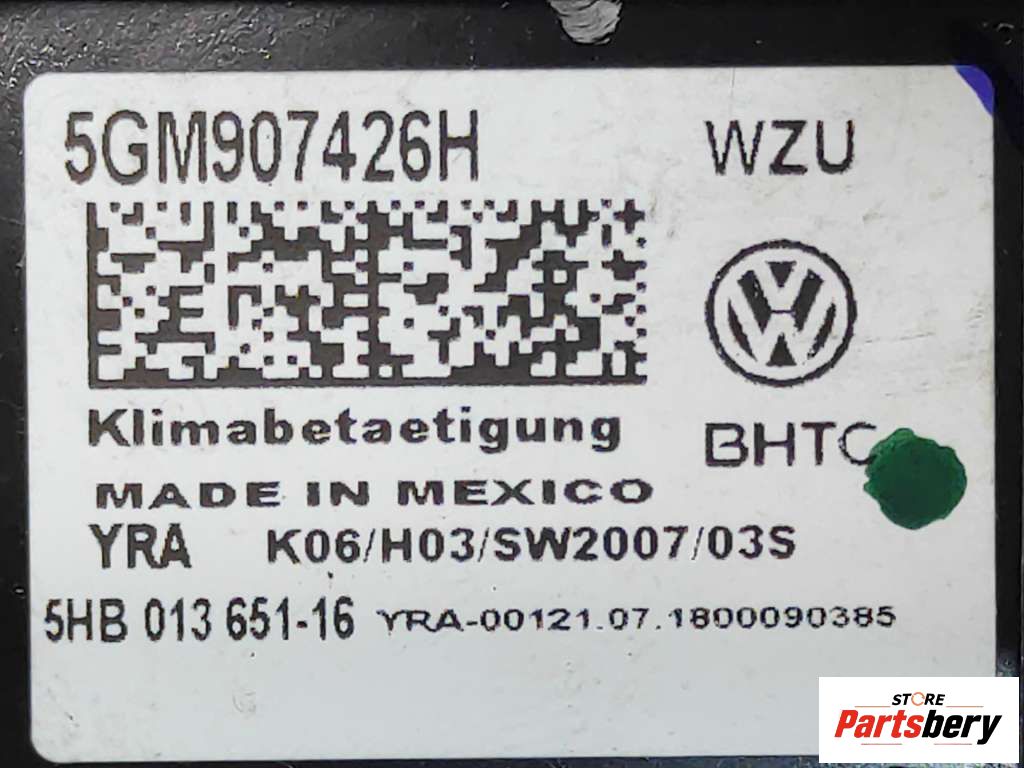 5GM907426H
WZU
Klimabetaetigung
BHTC
MADE IN MEXICO
YRA K06/H03/SW2007/03S
5HB 013 651-16 YRA-00121.07.1800090385
STORE
Partsbery